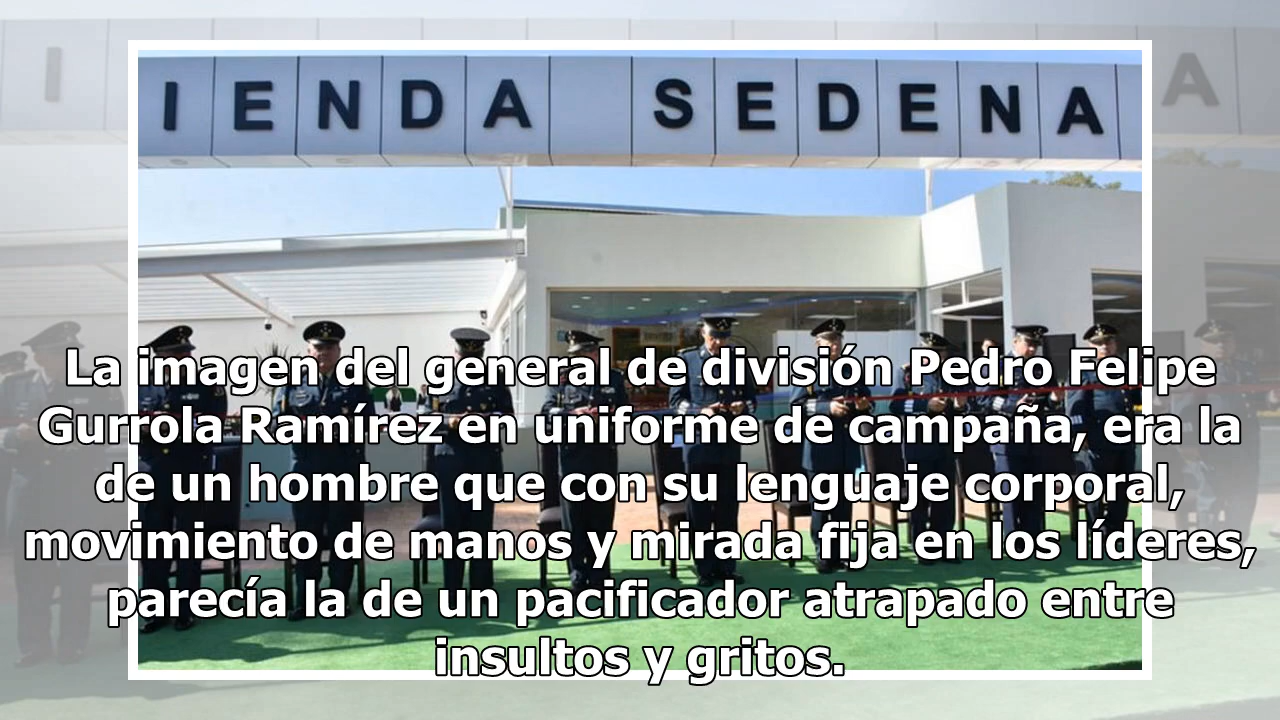 IENDA SEDENA
A
La imagen del general de división Pedro Felipe
Gurrola Ramírez en uniforme de campaña, era la
de un hombre que con su lenguaje corporal,
movimiento de manos y mirada fija en los líderes,
parecía la de un pacificador atrapado entre
insultos y gritos.